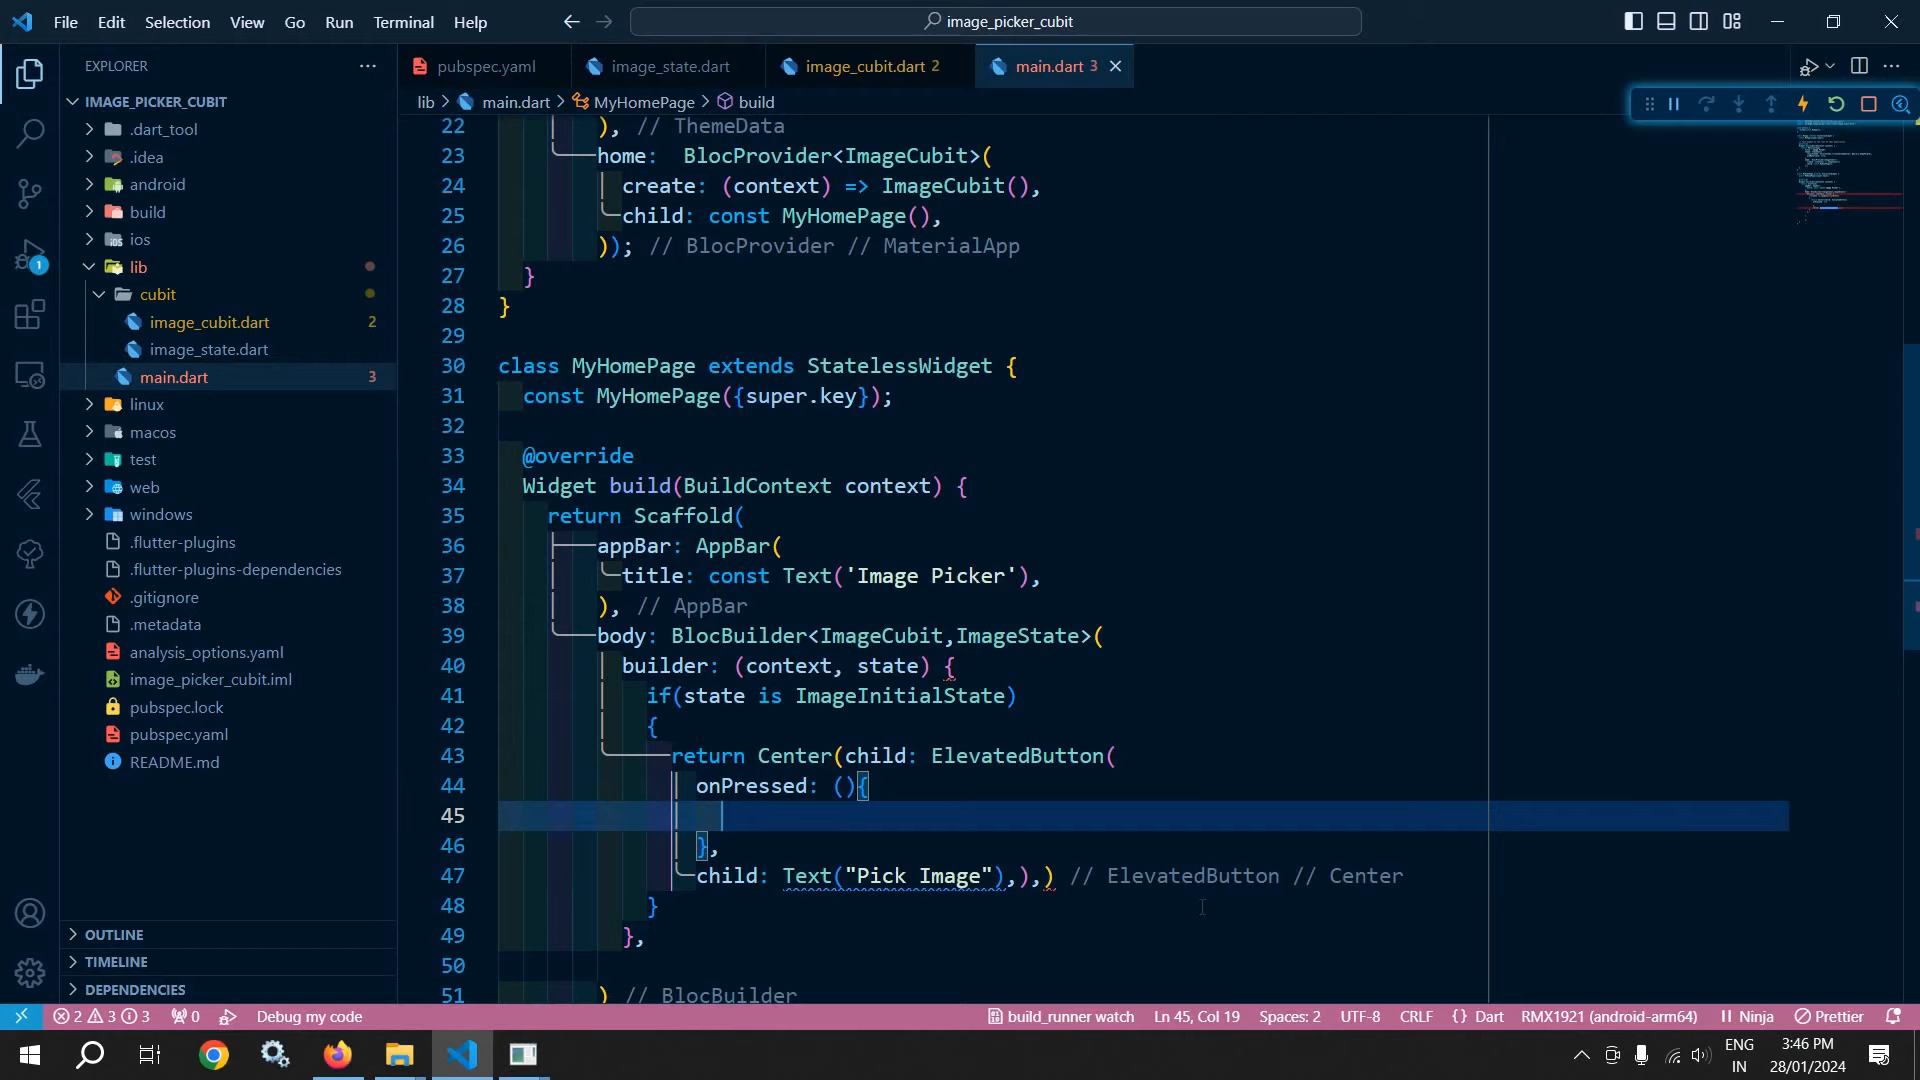 File Edit Selection View Go Run Terminal Help
image_picker_cubit
EXPLORER
pubspec.yaml
image_state.dart
image_cubit.dart 2
main.dart 3
lib > main.dart > MyHomePage > build
IMAGE_PICKER_CUBIT
.dart_tool
.idea
android
build
ios
lib
cubit
image_cubit.dart 2
image_state.dart
main.dart 3
linux
macos
test
web
windows
.flutter-plugins
.flutter-plugins-dependencies
.gitignore
.metadata
analysis_options.yaml
image_picker_cubit.iml
pubspec.lock
pubspec.yaml
README.md
OUTLINE
TIMELINE
DEPENDENCIES
1
22 ), // ThemeData
23 home:  BlocProvider<ImageCubit>(
24 create: (context) => ImageCubit(),
25 child: const MyHomePage(),
26 )); // BlocProvider // MaterialApp
27 }
28 }
29
30 class MyHomePage extends StatelessWidget {
31 const MyHomePage({super.key});
32
33 @override
34 Widget build(BuildContext context) {
35 return Scaffold(
36 appBar: AppBar(
37 title: const Text('Image Picker'),
38 ), // AppBar
39 body: BlocBuilder<ImageCubit,ImageState>(
40 builder: (context, state) {
41 if(state is ImageInitialState)
42 {
43 return Center(child: ElevatedButton(
44 onPressed: (){
45
46 },
47 child: Text("Pick Image"),),) // ElevatedButton // Center
48 }
49 },
50
51 ) // BlocBuilder
2 3 3 0 Debug my code
build_runner watch Ln 45, Col 19 Spaces: 2 UTF-8 CRLF {} Dart RMX1921 (android-arm64) Ninja Prettier
ENG
IN
3:46 PM
28/01/2024